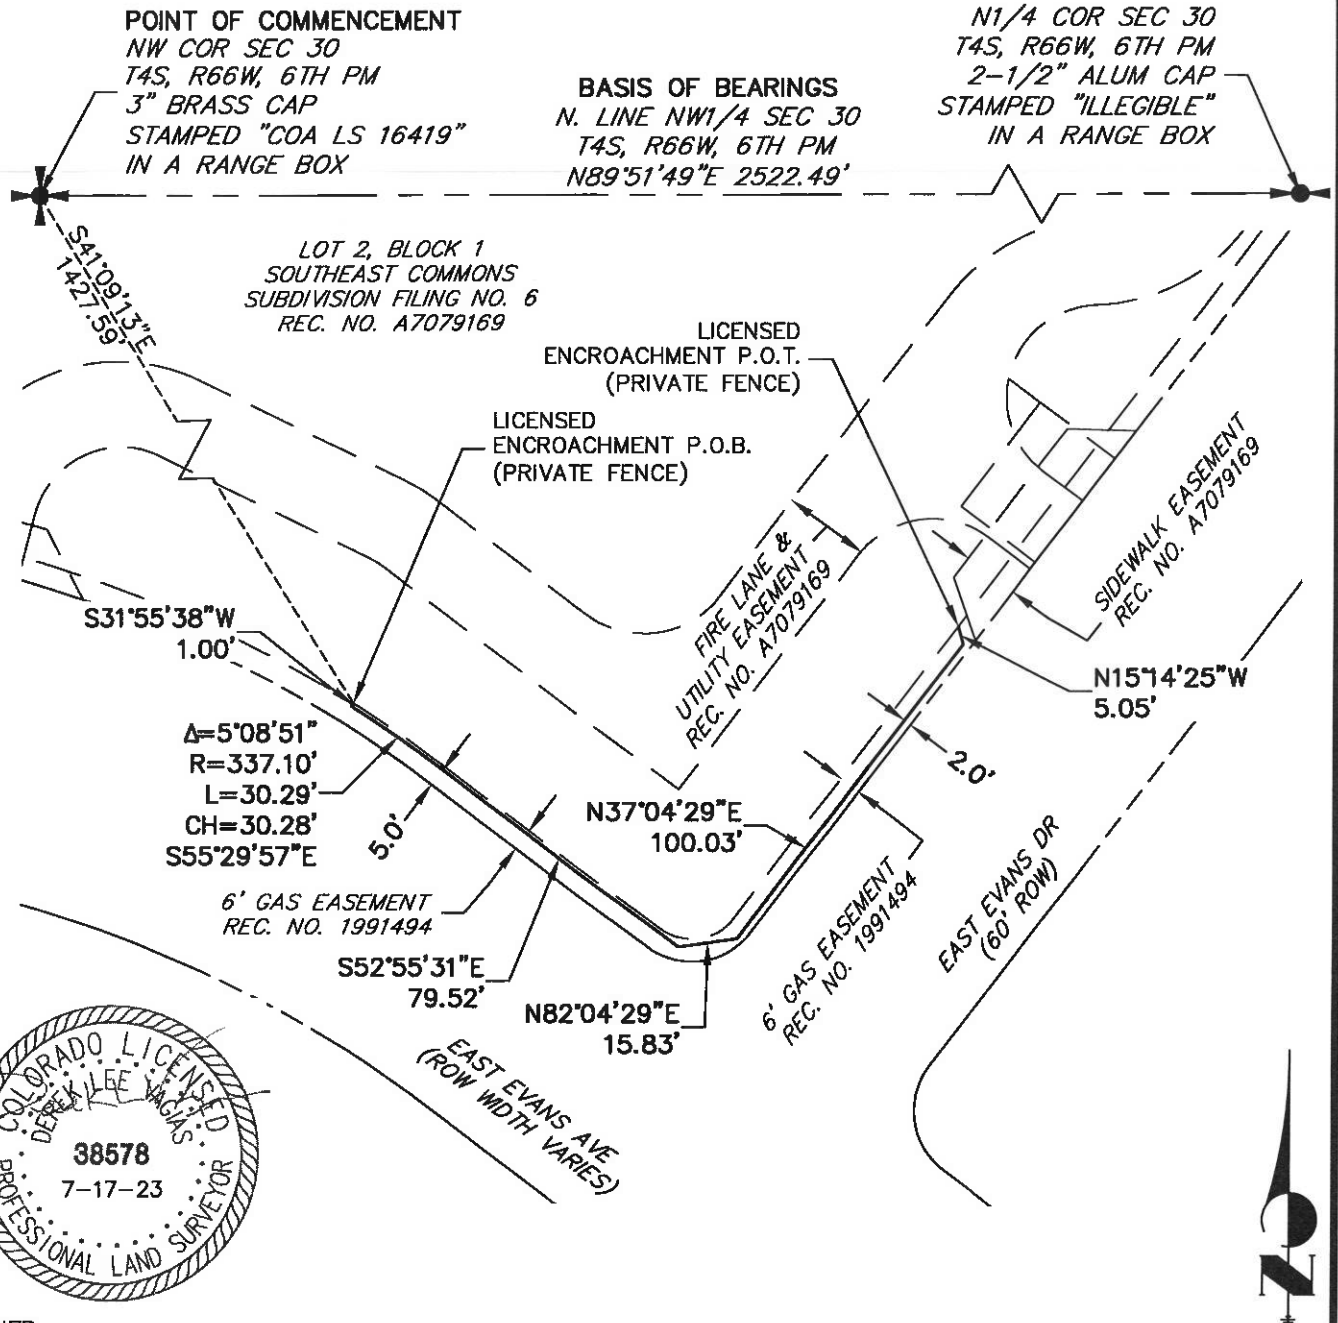 POINT OF COMMENCEMENT
NW COR SEC 30
T4S, R66W, 6TH PM
3" BRASS CAP
STAMPED "COA LS 16419"
IN A RANGE BOX
BASIS OF BEARINGS
N. LINE NW1/4 SEC 30
T4S, R66W, 6TH PM
N89°51'49"E 2522.49'
N1/4 COR SEC 30
T4S, R66W, 6TH PM
2-1/2" ALUM CAP
STAMPED "ILLEGIBLE"
IN A RANGE BOX
S41°09'13"E
1427.59'
LOT 2, BLOCK 1
SOUTHEAST COMMONS
SUBDIVISION FILING NO. 6
REC. NO. A7079169
LICENSED
ENCROACHMENT P.O.T.
(PRIVATE FENCE)
LICENSED
ENCROACHMENT P.O.B.
(PRIVATE FENCE)
FIRE LANE &
UTILITY EASEMENT
REC. NO. A7079169
SIDEWALK EASEMENT
REC. NO. A7079169
S31°55'38"W
1.00'
N15°14'25"W
5.05'
Δ=5°08'51"
R=337.10'
L=30.29'
CH=30.28'
S55°29'57"E
5.0'
2.0'
N37°04'29"E
100.03'
6' GAS EASEMENT
REC. NO. 1991494
6' GAS EASEMENT
REC. NO. 1991494
EAST EVANS DR
(60' ROW)
S52°55'31"E
79.52'
N82°04'29"E
15.83'
EAST EVANS AVE
(ROW WIDTH VARIES)
COLORADO LICENSED
DEREK LEE VAGIAS
38578
7-17-23
PROFESSIONAL LAND SURVEYOR
N